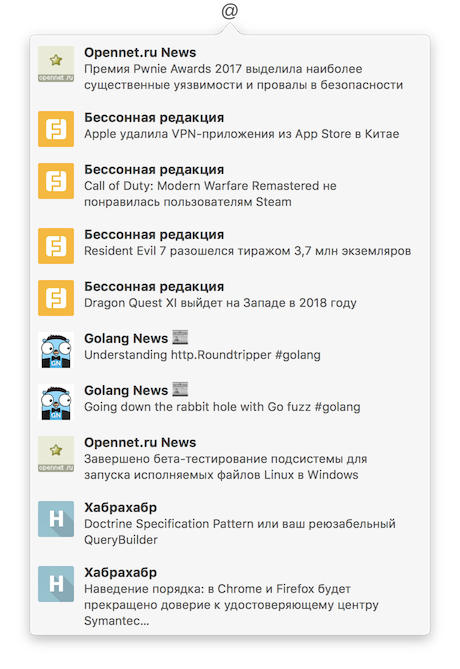 @
Opennet.ru News
Премия Pwnie Awards 2017 выделила наиболее
существенные уязвимости и провалы в безопасности
opennet ru
Бессонная редакция
Apple удалила VPN-приложения из App Store в Китае
Бессонная редакция
Call of Duty: Modern Warfare Remastered не
понравилась пользователям Steam
Бессонная редакция
Resident Evil 7 разошелся тиражом 3,7 млн экземляров
Бессонная редакция
Dragon Quest XI выйдет на Западе в 2018 году
Golang News
Understanding http.Roundtripper #golang
GN
Golang News
Going down the rabbit hole with Go fuzz #golang
GN
Opennet.ru News
Завершено бета-тестирование подсистемы для
запуска исполняемых файлов Linux в Windows
opennet ru
Хабрахабр
H
Doctrine Specification Pattern или ваш реюзабельный
QueryBuilder
Хабрахабр
H
Наведение порядка: в Chrome и Firefox будет
прекращено доверие к удостоверяющему центру
Symantec...